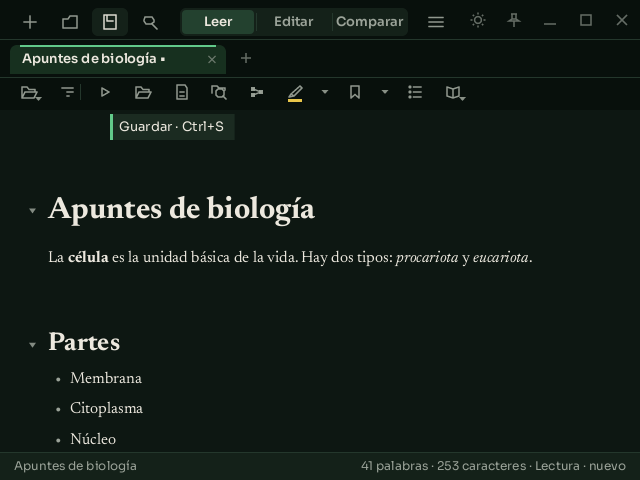 Leer Editar Comparar
Apuntes de biología •
Guardar · Ctrl+S
Apuntes de biología
La célula es la unidad básica de la vida. Hay dos tipos: procariota y eucariota.
Partes
• Membrana
• Citoplasma
• Núcleo
Apuntes de biología 41 palabras · 253 caracteres · Lectura · nuevo